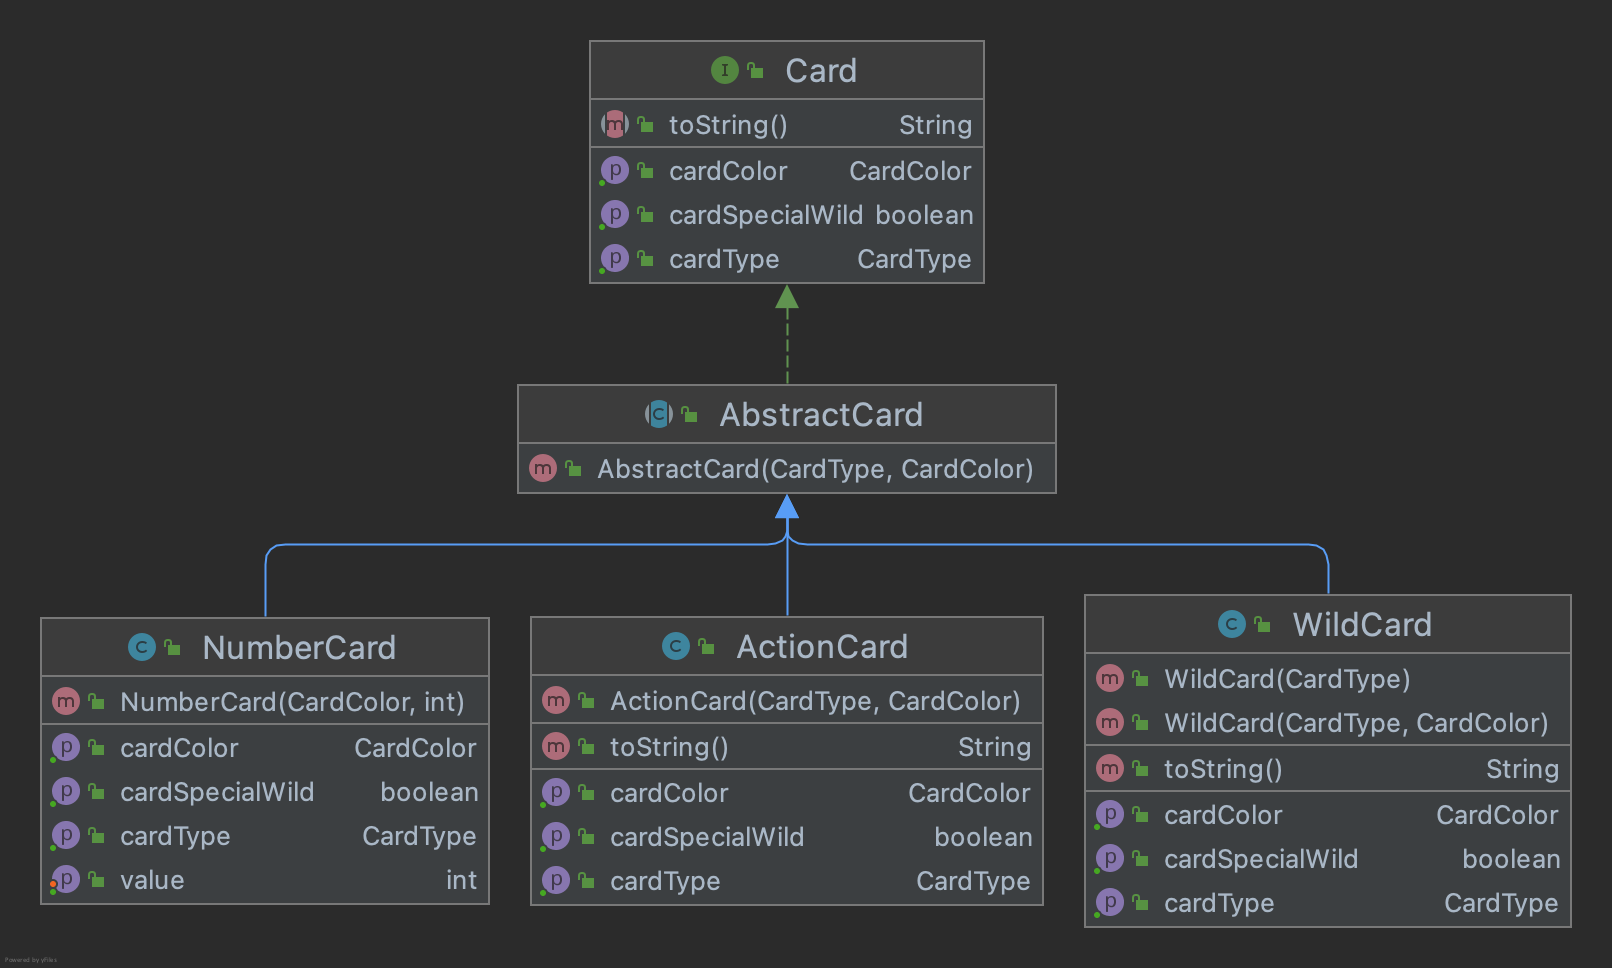 Card
toString() String
cardColor CardColor
cardSpecialWild boolean
cardType CardType
AbstractCard
AbstractCard(CardType, CardColor)
NumberCard
NumberCard(CardColor, int)
cardColor CardColor
cardSpecialWild boolean
cardType CardType
value int
ActionCard
ActionCard(CardType, CardColor)
toString() String
cardColor CardColor
cardSpecialWild boolean
cardType CardType
WildCard
WildCard(CardType)
WildCard(CardType, CardColor)
toString() String
cardColor CardColor
cardSpecialWild boolean
cardType CardType
Powered by yFiles